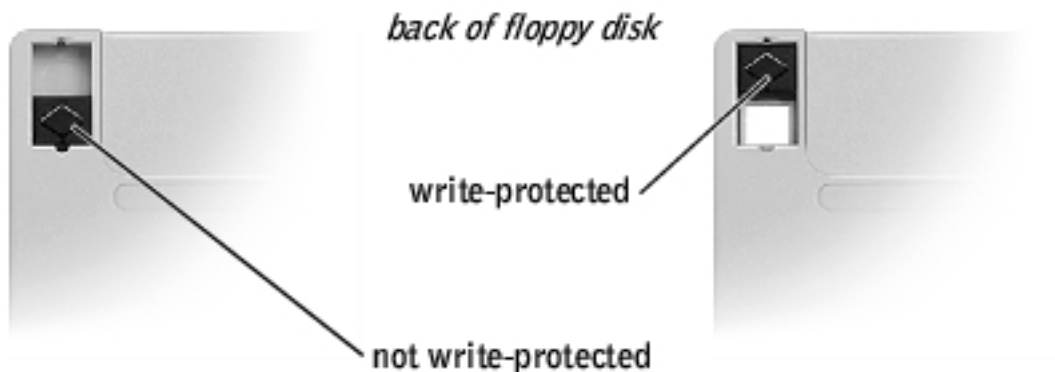 back of floppy disk
write-protected
not write-protected